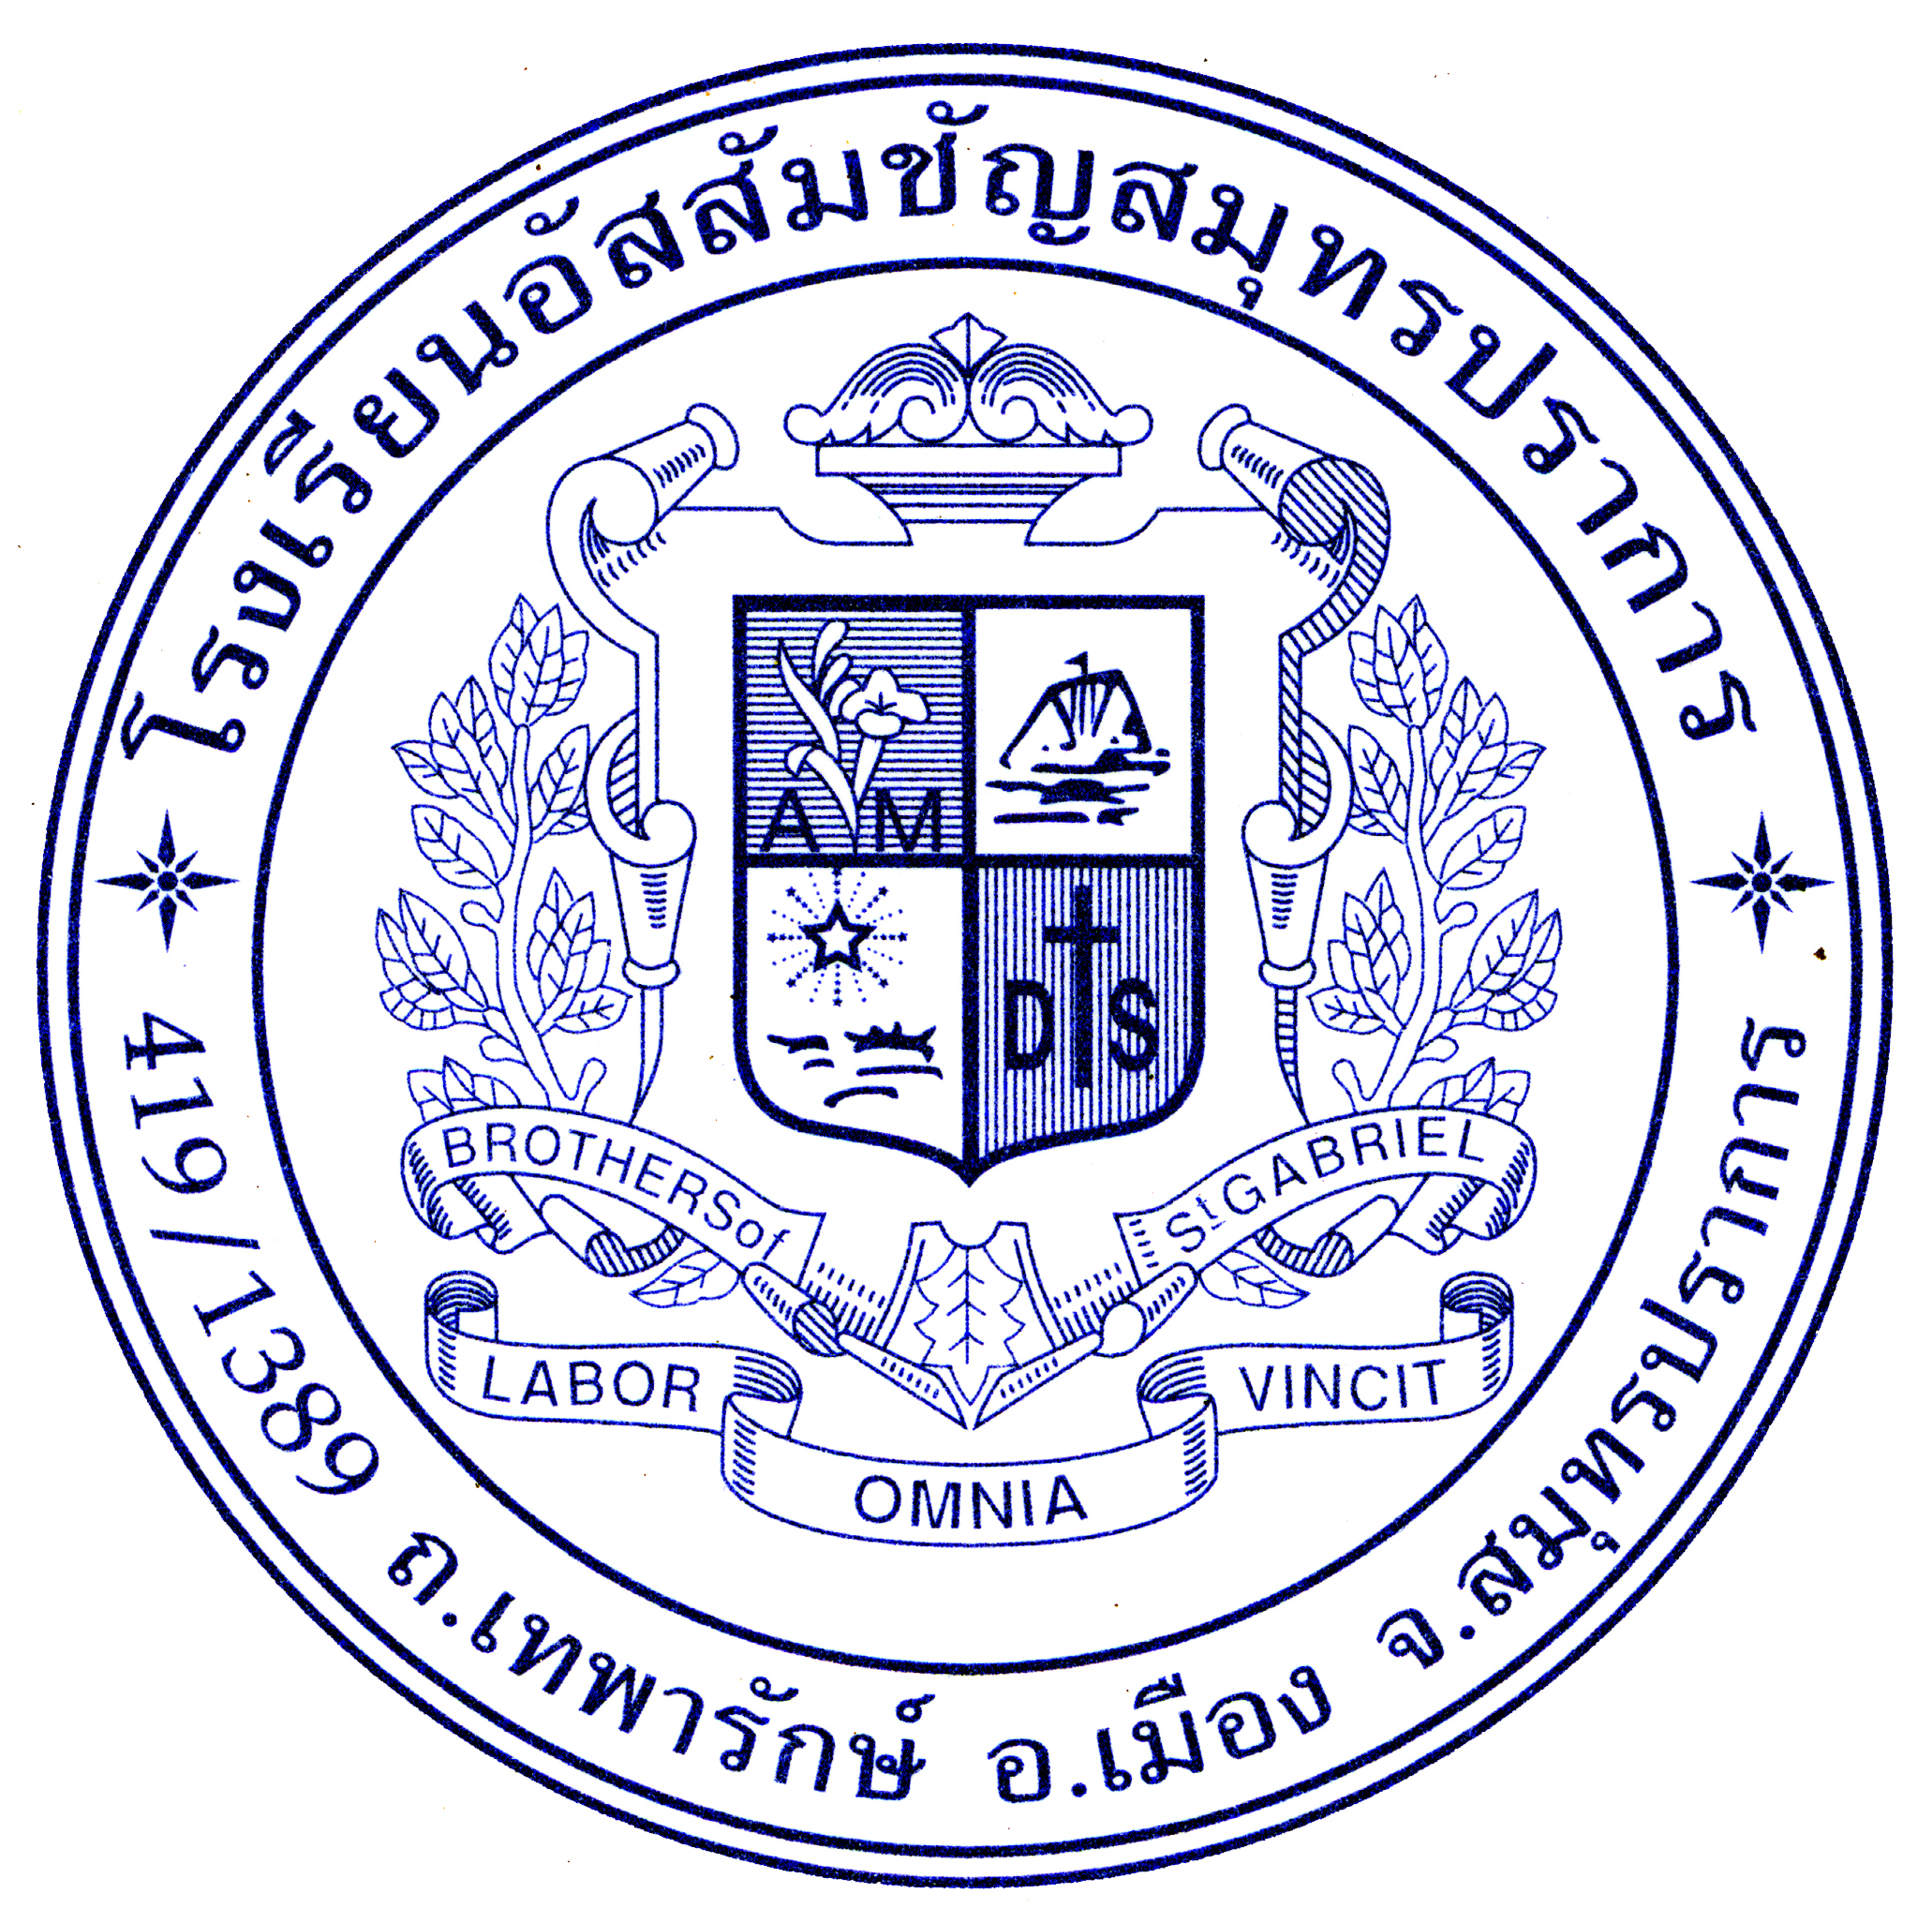 โรงเรียนอัสสัมชัญสมุทรปราการ
A M
D S
BROTHERS of St GABRIEL
LABOR OMNIA VINCIT
419/1389 ถ.เทพารักษ์ อ.เมือง จ.สมุทรปราการ